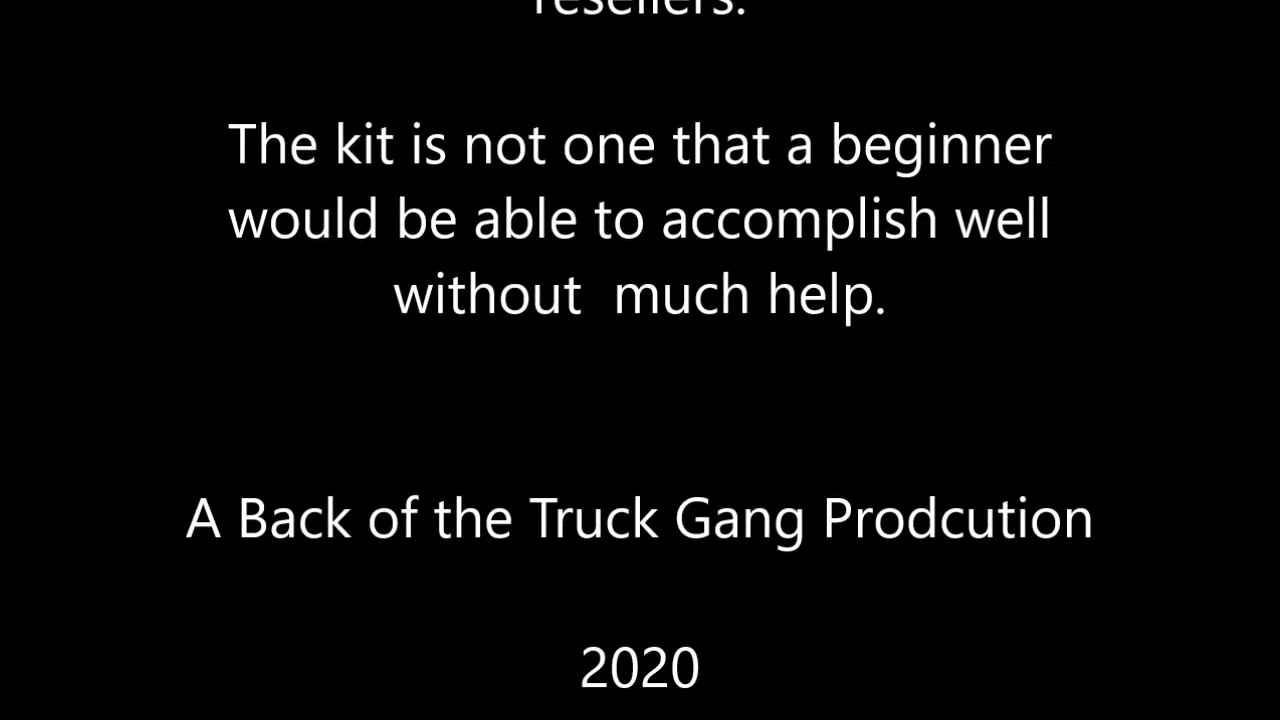 resellers.
The kit is not one that a beginner
would be able to accomplish well
without  much help.
A Back of the Truck Gang Prodcution
2020